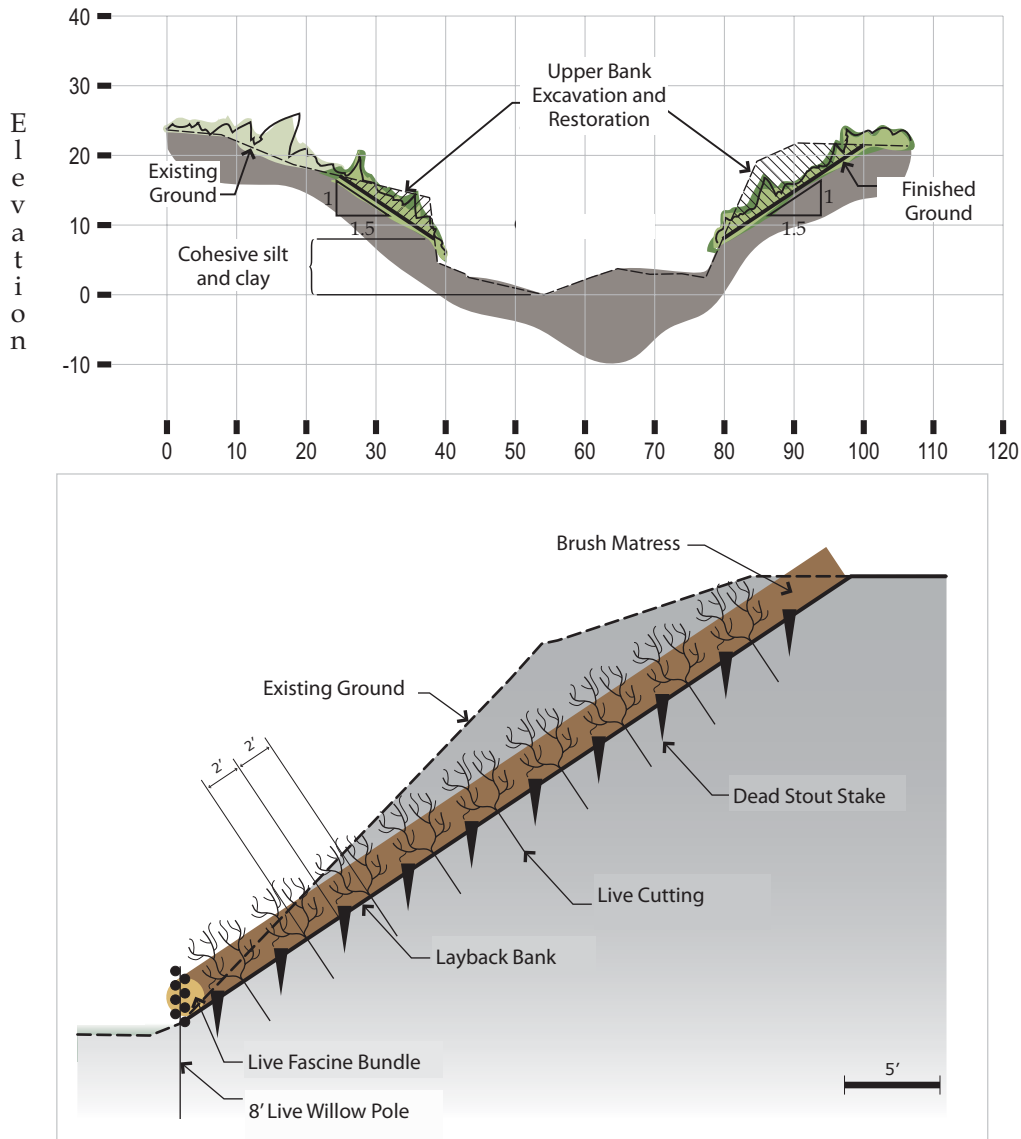 40
30
20
10
0
-10
Elevation
Upper Bank
Excavation and
Restoration
Existing
Ground
1
1.5
Cohesive silt
and clay
1
1.5
Finished
Ground
0 10 20 30 40 50 60 70 80 90 100 110 120
Brush Matress
Existing Ground
2'
2'
Dead Stout Stake
Live Cutting
Layback Bank
Live Fascine Bundle
8' Live Willow Pole
5'